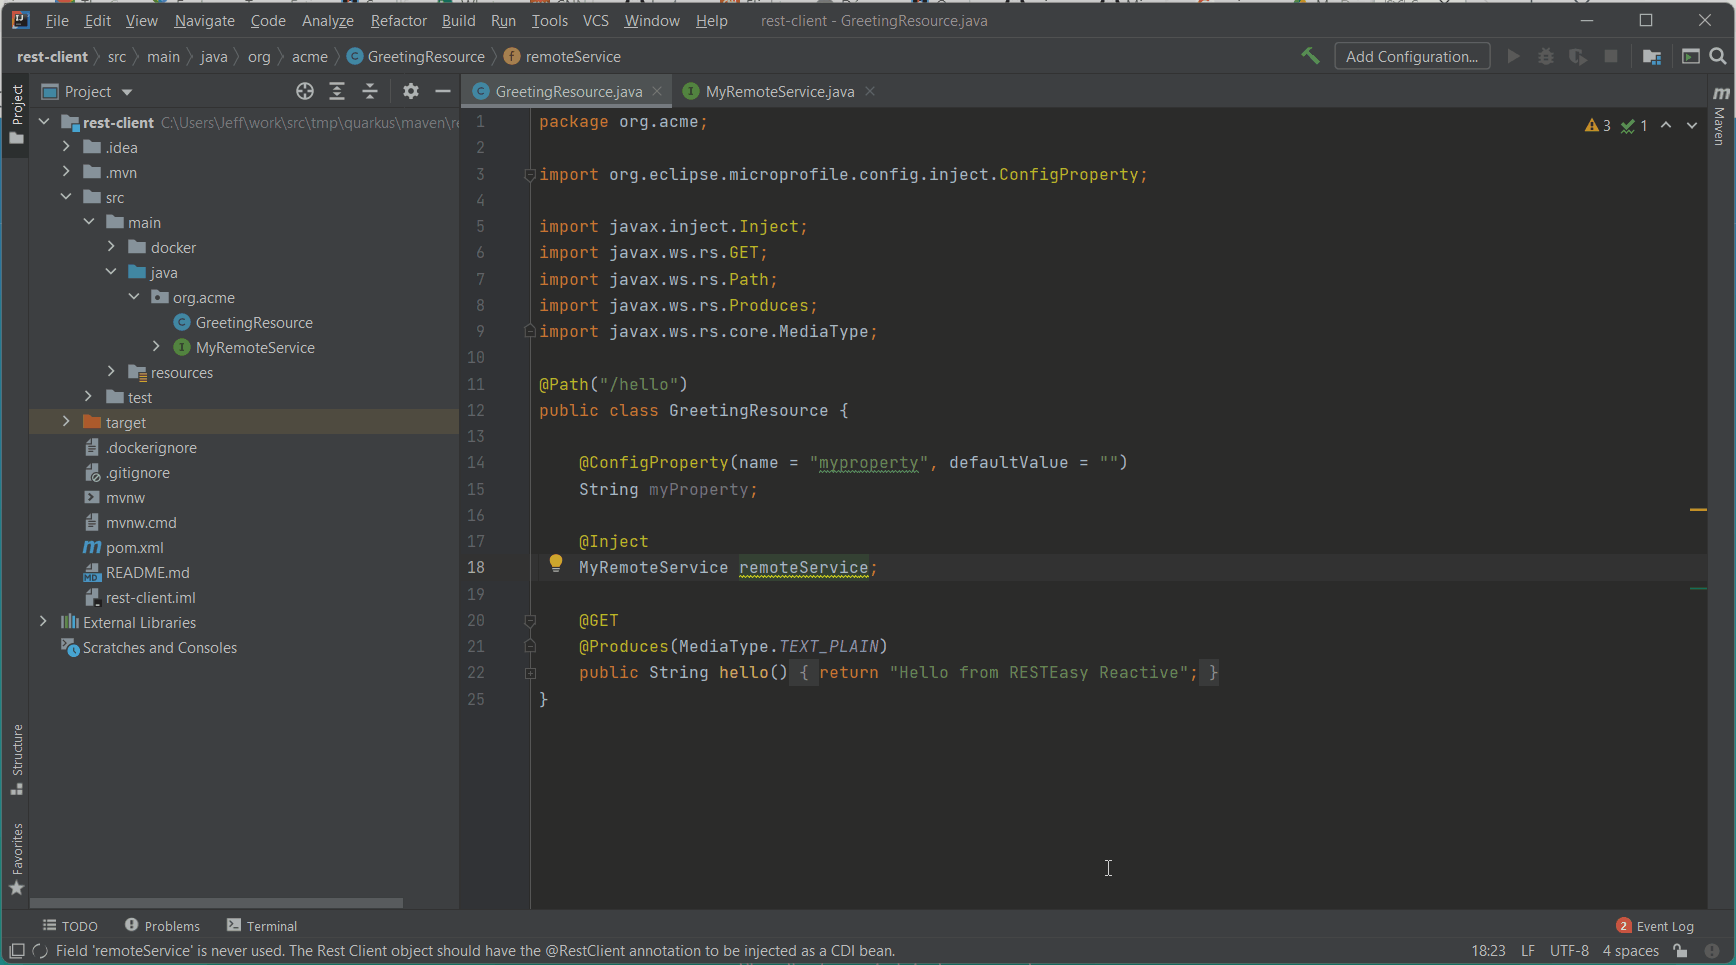 File Edit View Navigate Code Analyze Refactor Build Run Tools VCS Window Help rest-client - GreetingResource.java
rest-client src main java org acme GreetingResource remoteService Add Configuration...
Project
GreetingResource.java
MyRemoteService.java
Project
rest-client C:\Users\Jeff\work\src\tmp\quarkus\maven\re
.idea
.mvn
src
main
docker
java
org.acme
GreetingResource
MyRemoteService
resources
test
target
.dockerignore
.gitignore
mvnw
mvnw.cmd
pom.xml
README.md
rest-client.iml
External Libraries
Scratches and Consoles
Structure
Favorites
1 package org.acme;
2
3 import org.eclipse.microprofile.config.inject.ConfigProperty;
4
5 import javax.inject.Inject;
6 import javax.ws.rs.GET;
7 import javax.ws.rs.Path;
8 import javax.ws.rs.Produces;
9 import javax.ws.rs.core.MediaType;
10
11 @Path("/hello")
12 public class GreetingResource {
13
14 @ConfigProperty(name = "myproperty", defaultValue = "")
15 String myProperty;
16
17 @Inject
18 MyRemoteService remoteService;
19
20 @GET
21 @Produces(MediaType.TEXT_PLAIN)
22 public String hello() { return "Hello from RESTEasy Reactive"; }
25 }
3 1
Maven
TODO Problems Terminal 2 Event Log
Field 'remoteService' is never used. The Rest Client object should have the @RestClient annotation to be injected as a CDI bean. 18:23 LF UTF-8 4 spaces